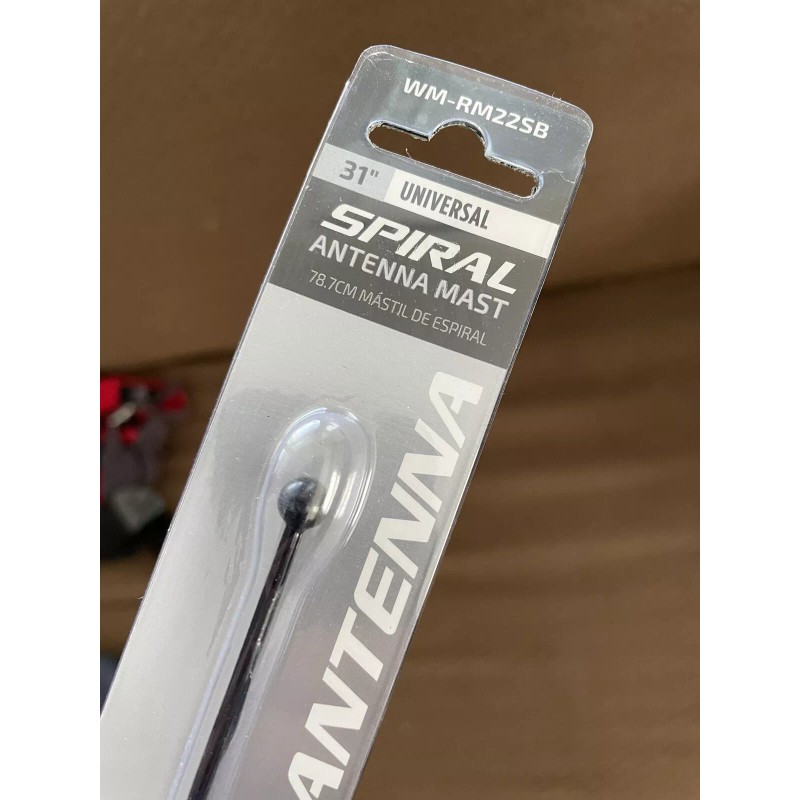 WM-RM22SB
31" UNIVERSAL
SPIRAL
ANTENNA MAST
78.7CM MÁSTIL DE ESPIRAL
ANTENNA